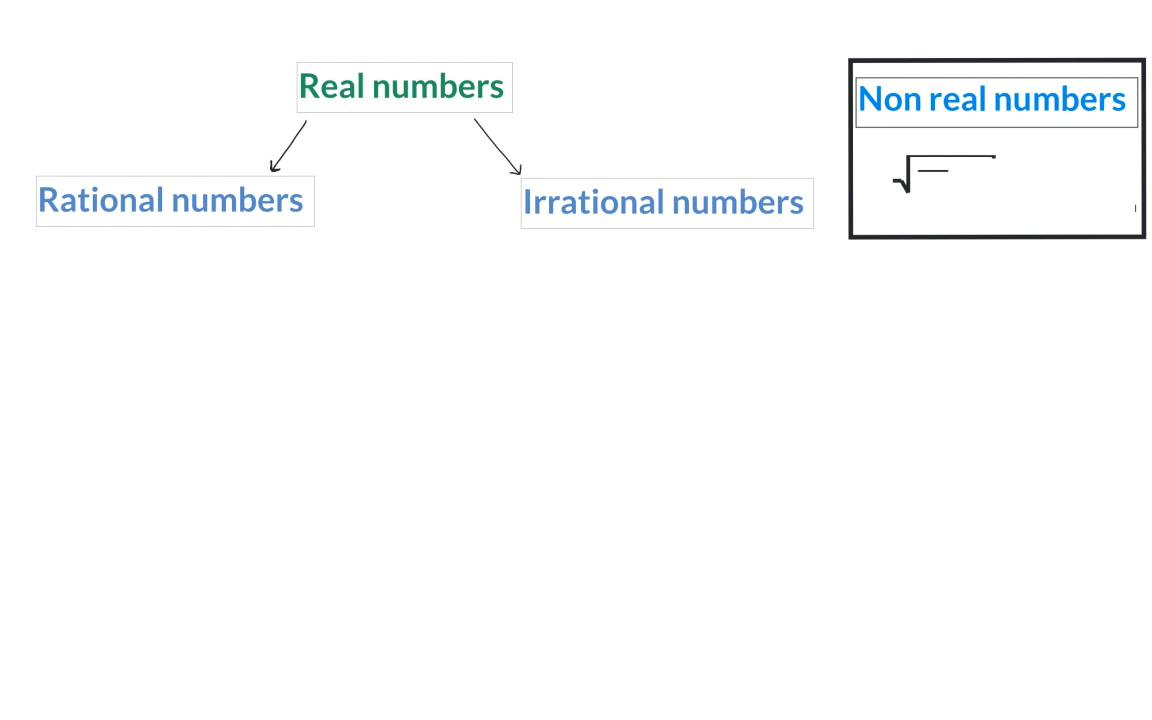 Real numbers
Non real numbers
Rational numbers
Irrational numbers
√-